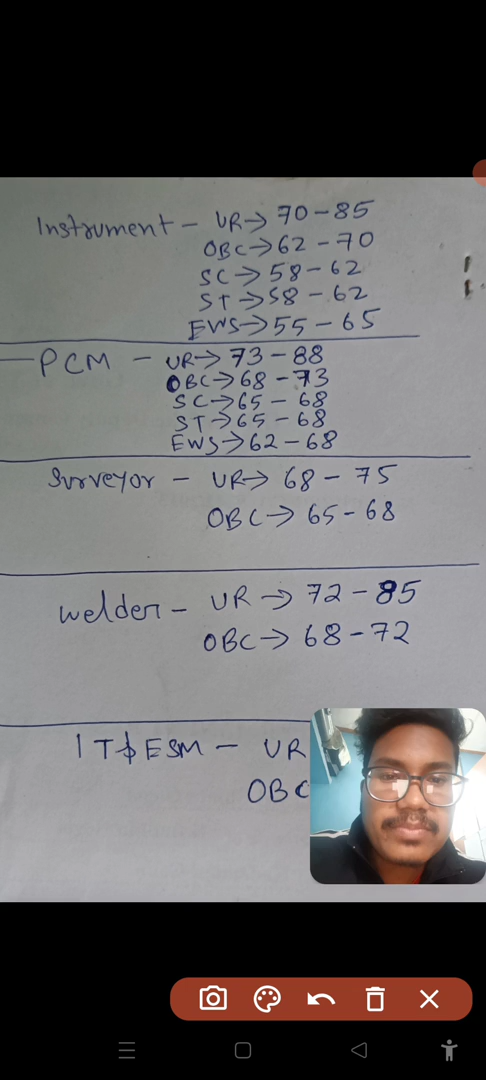 Instrument - UR→ 70-85
OBC→62-70
SC→58-62
ST→58-62
EWS→55-65
PCM - UR→ 73-88
OBC→68-73
SC→65-68
ST→65-68
EWS→62-68
Surveyor - UR→ 68-75
OBC→ 65-68
Welder - UR→ 72-85
OBC→ 68-72
IT$ESM - UR
OBC